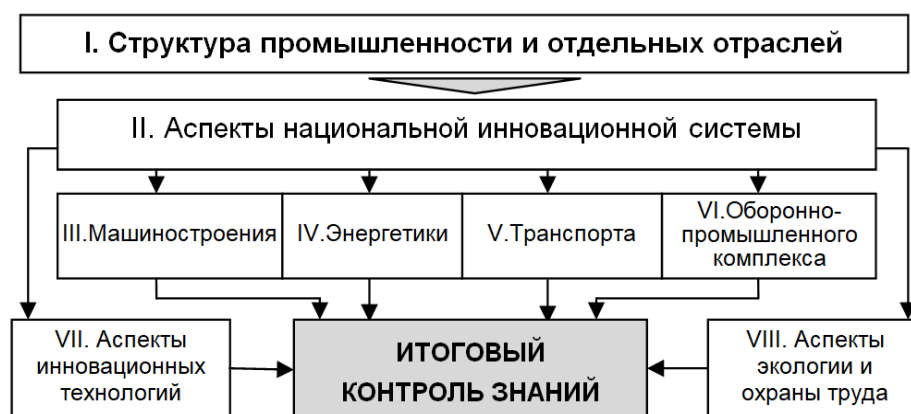 I. Структура промышленности и отдельных отраслей
II. Аспекты национальной инновационной системы
III.Машиностроения
IV.Энергетики
V.Транспорта
VI.Оборонно-
промышленного
комплекса
VII. Аспекты
инновационных
технологий
ИТОГОВЫЙ
КОНТРОЛЬ ЗНАНИЙ
VIII. Аспекты
экологии и
охраны труда